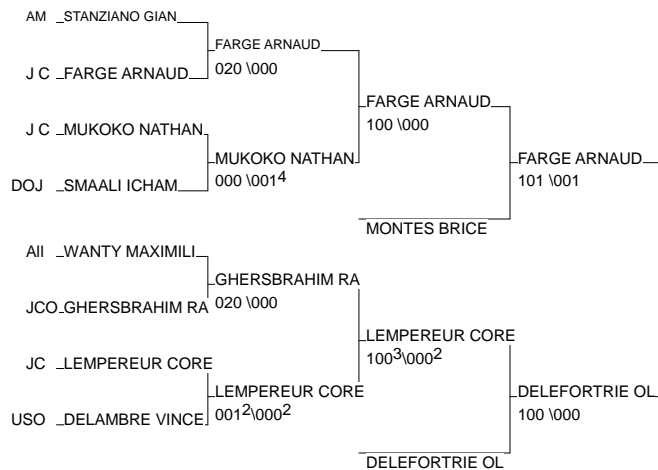 AM STANZIANO GIAN
FARGE ARNAUD
020 \000
J C FARGE ARNAUD
FARGE ARNAUD
100 \000
J C MUKOKO NATHAN
MUKOKO NATHAN
000 \001⁴
FARGE ARNAUD
101 \001
DOJ SMAALI ICHAM
MONTES BRICE
All WANTY MAXIMILI
GHERSBRAHIM RA
020 \000
JCO GHERSBRAHIM RA
LEMPEREUR CORE
100³\000²
JC LEMPEREUR CORE
LEMPEREUR CORE
001²\000²
DELEFORTRIE OL
100 \000
USO DELAMBRE VINCE
DELEFORTRIE OL